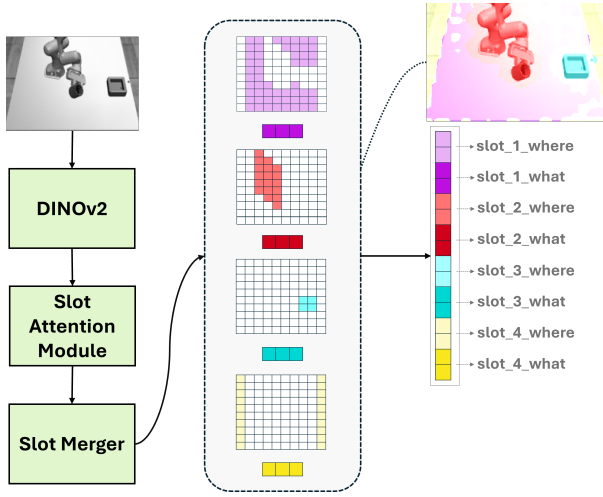 DINOv2
Slot
Attention
Module
Slot Merger
slot_1_where
slot_1_what
slot_2_where
slot_2_what
slot_3_where
slot_3_what
slot_4_where
slot_4_what